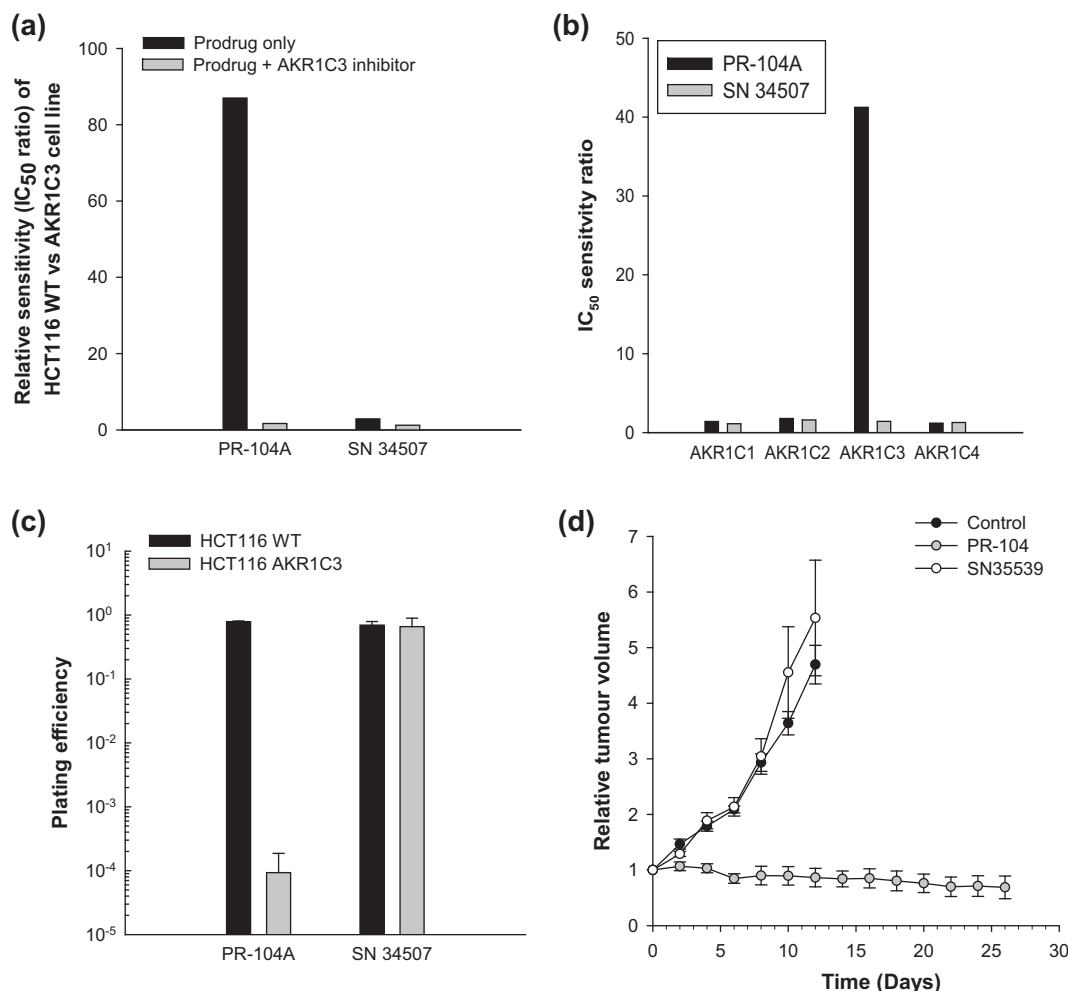 (a)
Relative sensitivity (IC50 ratio) of
HCT116 WT vs AKR1C3 cell line
100
80
60
40
20
0
Prodrug only
Prodrug + AKR1C3 inhibitor
PR-104A
SN 34507
(b)
IC50 sensitvity ratio
50
40
30
20
10
0
PR-104A
SN 34507
AKR1C1
AKR1C2
AKR1C3
AKR1C4
(c)
Plating efficiency
10^1
10^0
10^-1
10^-2
10^-3
10^-4
10^-5
HCT116 WT
HCT116 AKR1C3
PR-104A
SN 34507
(d)
Relative tumour volume
7
6
5
4
3
2
1
0
Control
PR-104
SN35539
0
5
10
15
20
25
30
Time (Days)